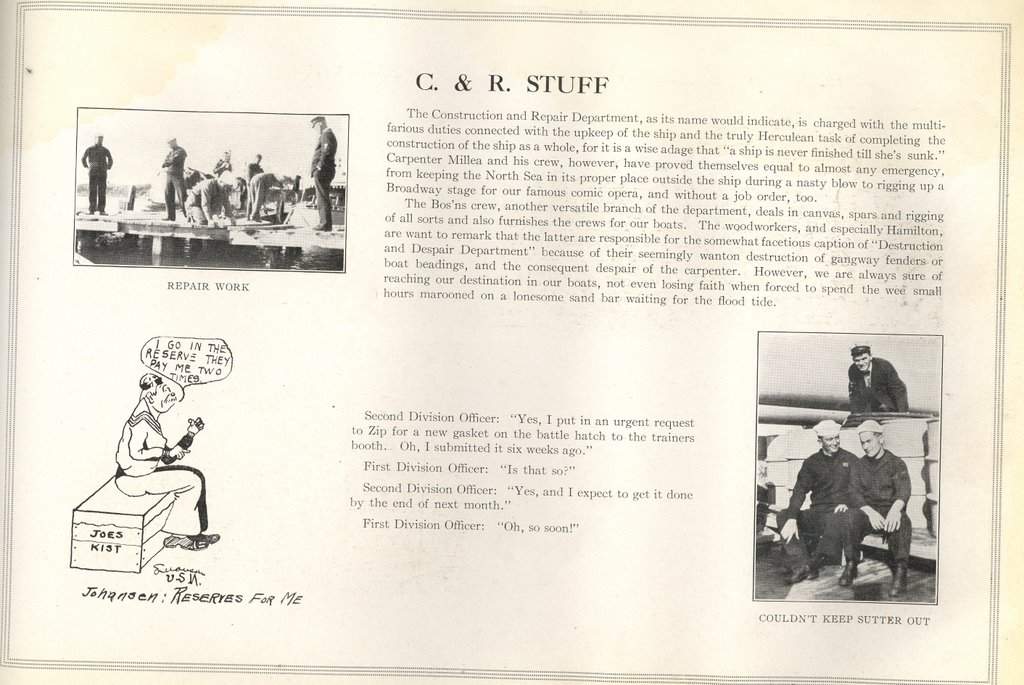 C. & R. STUFF
The Construction and Repair Department, as its name would indicate, is charged with the multi-
farious duties connected with the upkeep of the ship and the truly Herculean task of completing the
construction of the ship as a whole, for it is a wise adage that "a ship is never finished till she's sunk."
Carpenter Millea and his crew, however, have proved themselves equal to almost any emergency,
from keeping the North Sea in its proper place outside the ship during a nasty blow to rigging up a
Broadway stage for our famous comic opera, and without a job order, too.
The Bos'ns crew, another versatile branch of the department, deals in canvas, spars and rigging
of all sorts and also furnishes the crews for our boats. The woodworkers, and especially Hamilton,
are want to remark that the latter are responsible for the somewhat facetious caption of "Destruction
and Despair Department" because of their seemingly wanton destruction of gangway fenders or
boat beadings, and the consequent despair of the carpenter. However, we are always sure of
reaching our destination in our boats, not even losing faith when forced to spend the wee small
hours marooned on a lonesome sand bar waiting for the flood tide.
REPAIR WORK
I GO IN THE
RESERVE THEY
PAY ME TWO
TIMES.
JOES
KIST
U.S.N.
Johansen: RESERVES FOR ME
Second Division Officer: "Yes, I put in an urgent request
to Zip for a new gasket on the battle hatch to the trainers
booth. Oh, I submitted it six weeks ago."
First Division Officer: "Is that so?"
Second Division Officer: "Yes, and I expect to get it done
by the end of next month."
First Division Officer: "Oh, so soon!"
COULDN'T KEEP SUTTER OUT